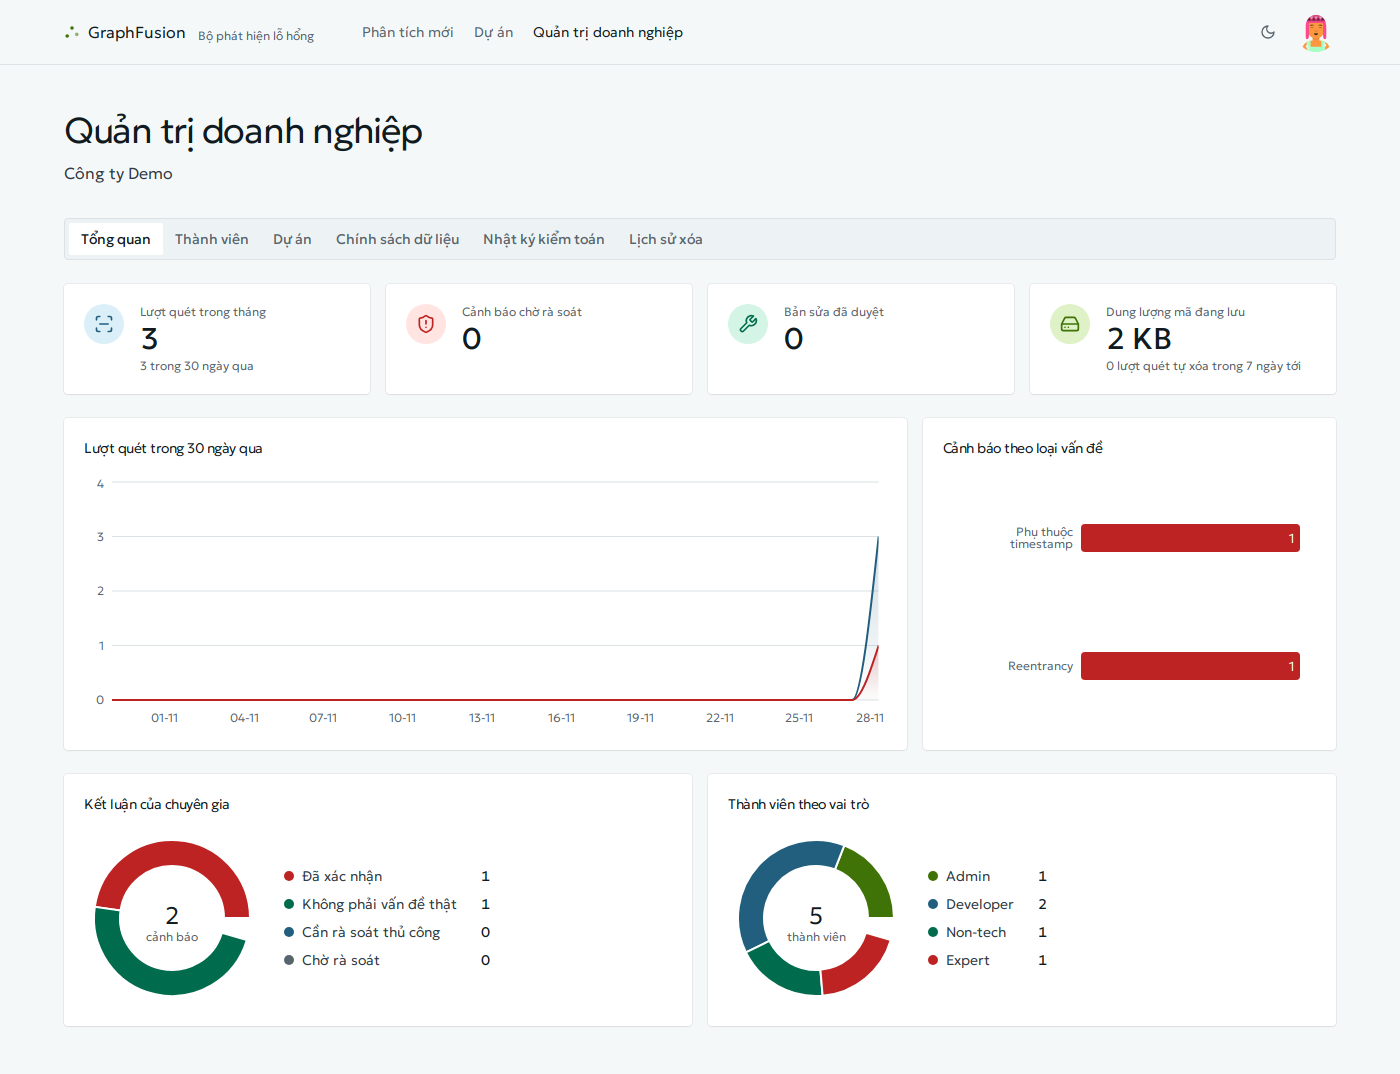 GraphFusion Bộ phát hiện lỗ hổng Phân tích mới Dự án Quản trị doanh nghiệp
Quản trị doanh nghiệp
Công ty Demo
Tổng quan Thành viên Dự án Chính sách dữ liệu Nhật ký kiểm toán Lịch sử xóa
Lượt quét trong tháng
3
3 trong 30 ngày qua
Cảnh báo chờ rà soát
0
Bản sửa đã duyệt
0
Dung lượng mã đang lưu
2 KB
0 lượt quét tự xóa trong 7 ngày tới
Lượt quét trong 30 ngày qua
4
3
2
1
0
01-11 04-11 07-11 10-11 13-11 16-11 19-11 22-11 25-11 28-11
Cảnh báo theo loại vấn đề
Phụ thuộc
timestamp
1
Reentrancy
1
Kết luận của chuyên gia
2
cảnh báo
Đã xác nhận 1
Không phải vấn đề thật 1
Cần rà soát thủ công 0
Chờ rà soát 0
Thành viên theo vai trò
5
thành viên
Admin 1
Developer 2
Non-tech 1
Expert 1